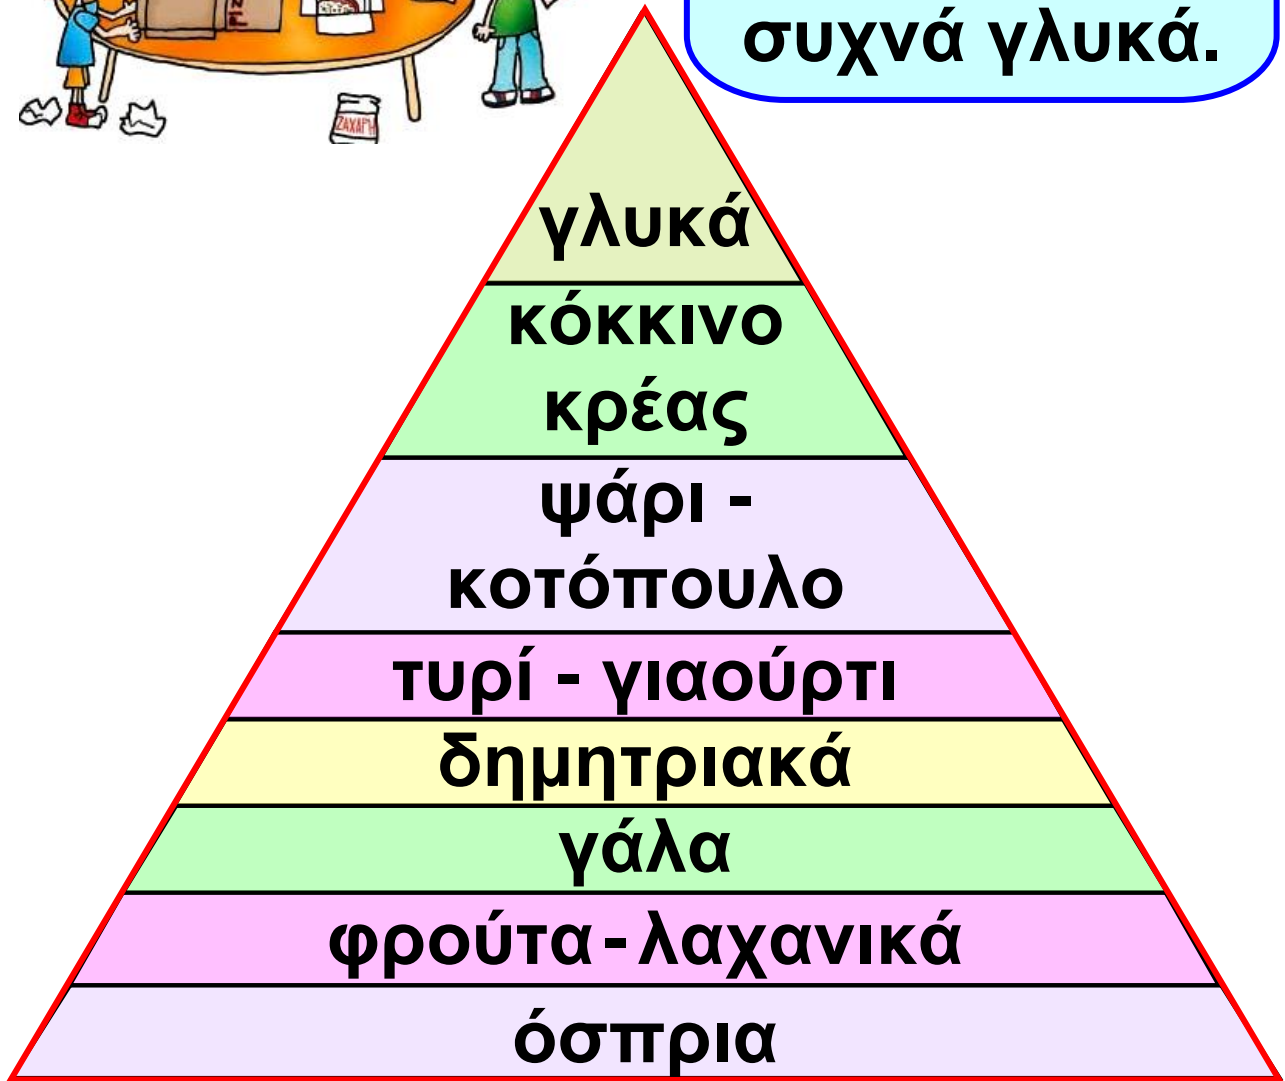 συχνά γλυκά.
ΖΑΧΑΡΗ
γλυκά
κόκκινο
κρέας
ψάρι -
κοτόπουλο
τυρί - γιαούρτι
δημητριακά
γάλα
φρούτα - λαχανικά
όσπρια